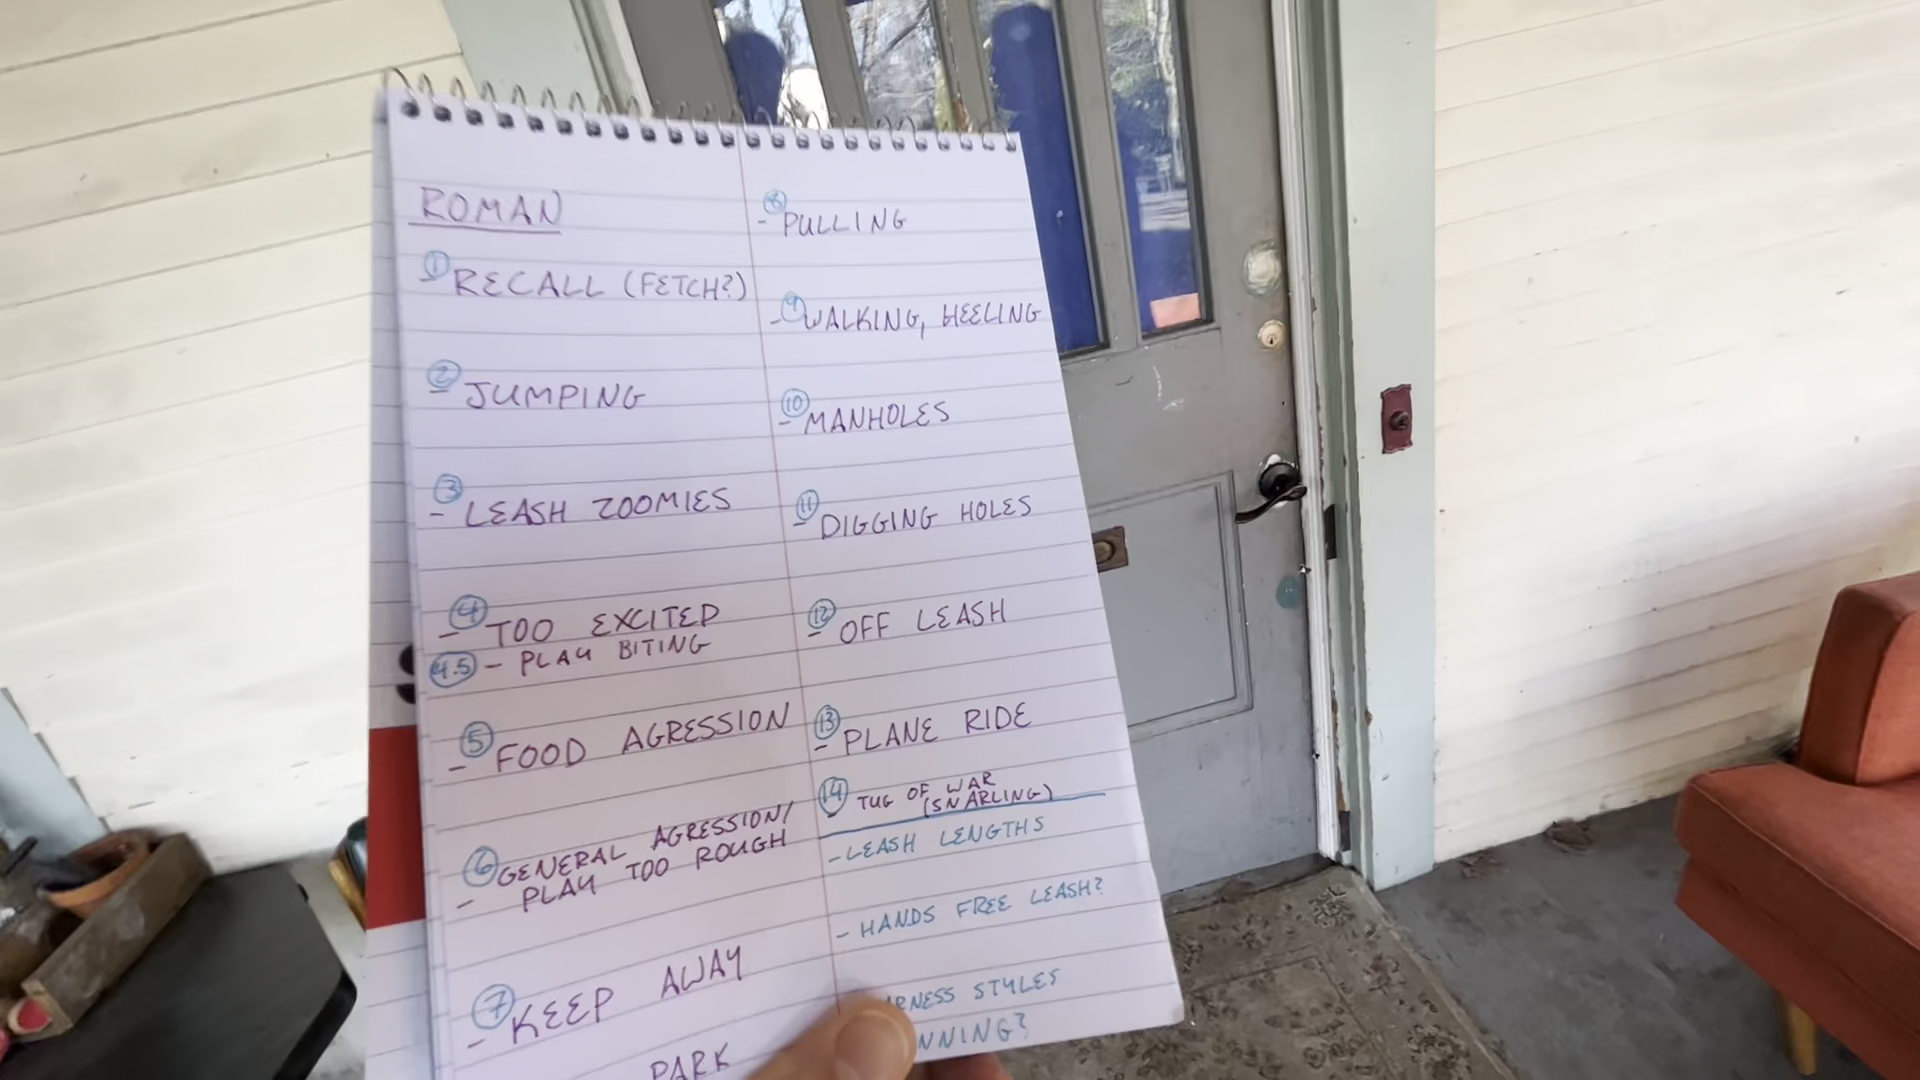 ROMAN
① RECALL (FETCH?)
② - JUMPING
③ - LEASH ZOOMIES
④ - TOO EXCITED
4.5 - PLAY BITING
⑤ - FOOD AGRESSION
⑥ GENERAL AGRESSION/
- PLAY TOO ROUGH
⑦ - KEEP AWAY
PARK
⑧ - PULLING
⑨ - WALKING, HEELING
⑩ - MANHOLES
⑪ - DIGGING HOLES
⑫ - OFF LEASH
⑬ - PLANE RIDE
⑭ TUG OF WAR
(SNARLING)
- LEASH LENGTHS
- HANDS FREE LEASH?
STYLES